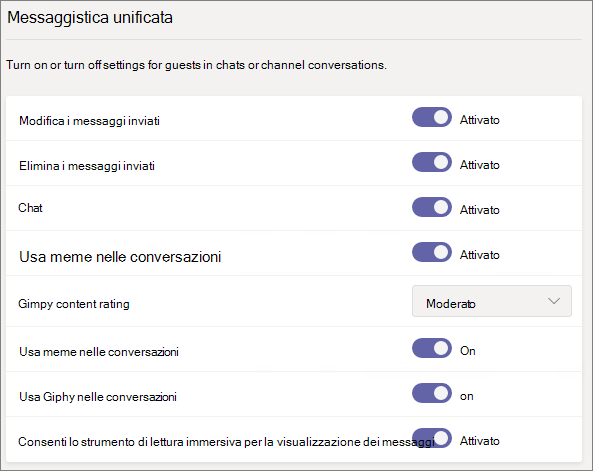 Messaggistica unificata
Turn on or turn off settings for guests in chats or channel conversations.
Modifica i messaggi inviati Attivato
Elimina i messaggi inviati Attivato
Chat Attivato
Usa meme nelle conversazioni Attivato
Gimpy content rating Moderato
Usa meme nelle conversazioni On
Usa Giphy nelle conversazioni on
Consenti lo strumento di lettura immersiva per la visualizzazione dei messaggi Attivato